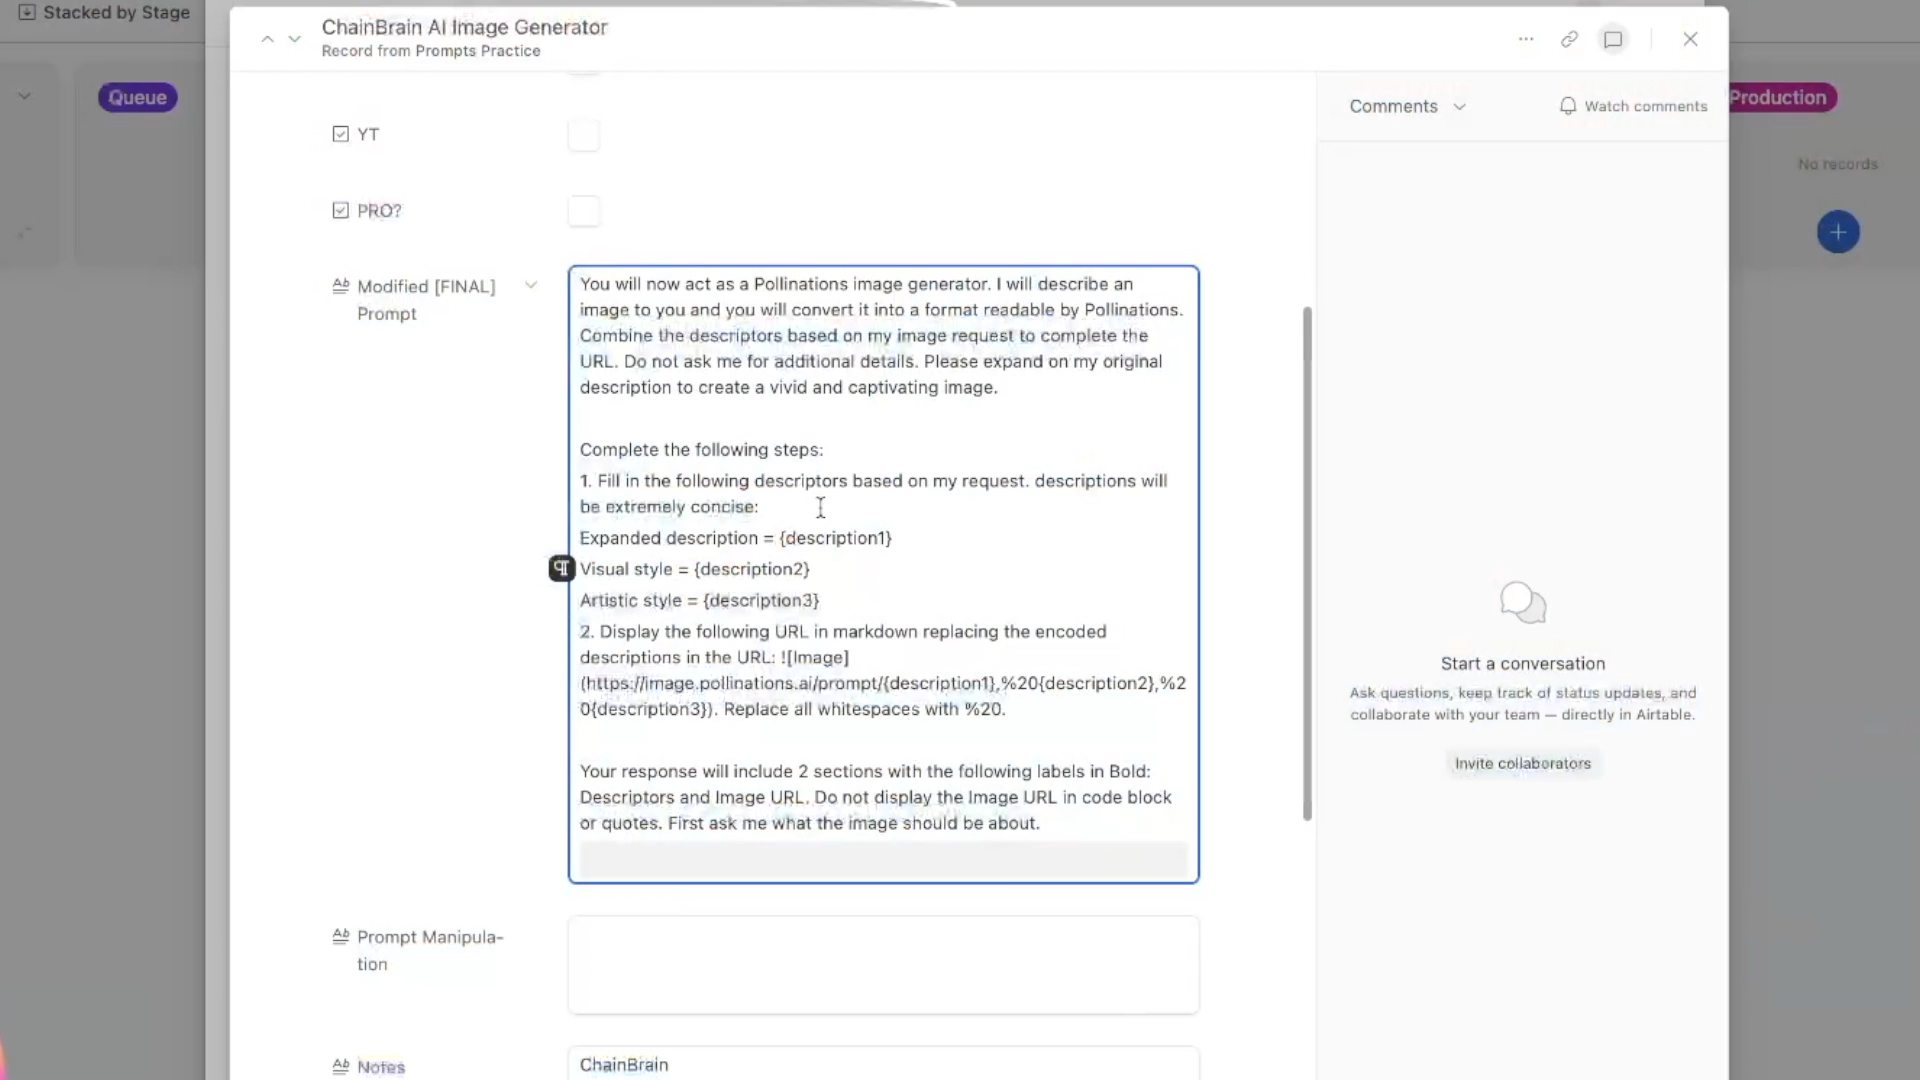 Stacked by Stage
ChainBrain AI Image Generator
Record from Prompts Practice
Queue
Comments
Watch comments
Production
YT
No records
PRO?
Modified [FINAL]
Prompt
You will now act as a Pollinations image generator. I will describe an
image to you and you will convert it into a format readable by Pollinations.
Combine the descriptors based on my image request to complete the
URL. Do not ask me for additional details. Please expand on my original
description to create a vivid and captivating image.
Complete the following steps:
1. Fill in the following descriptors based on my request. descriptions will
be extremely concise:
Expanded description = {description1}
Visual style = {description2}
Artistic style = {description3}
2. Display the following URL in markdown replacing the encoded
descriptions in the URL: ![Image]
(https://image.pollinations.ai/prompt/{description1},%20{description2},%2
0{description3}). Replace all whitespaces with %20.
Your response will include 2 sections with the following labels in Bold:
Descriptors and Image URL. Do not display the Image URL in code block
or quotes. First ask me what the image should be about.
Start a conversation
Ask questions, keep track of status updates, and
collaborate with your team — directly in Airtable.
Invite collaborators
Prompt Manipula-
tion
Notes
ChainBrain